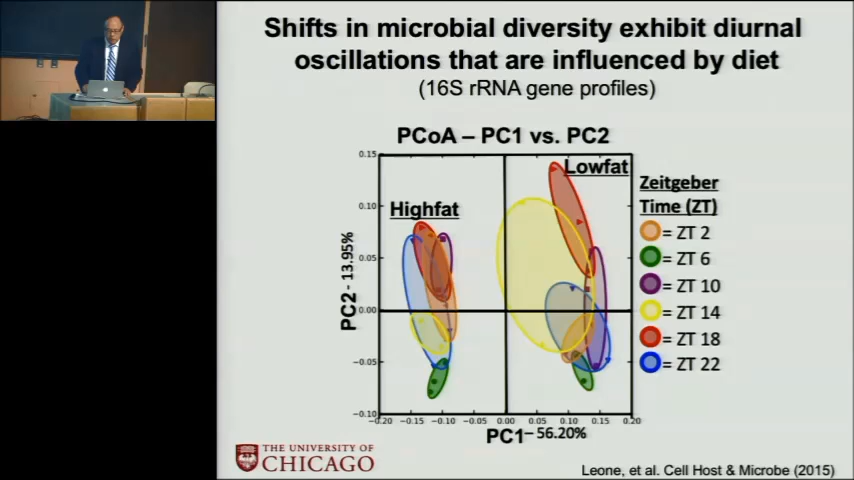 Shifts in microbial diversity exhibit diurnal
oscillations that are influenced by diet
(16S rRNA gene profiles)
PCoA – PC1 vs. PC2
Lowfat
Highfat
0.15
0.10
0.05
0.00
−0.05
−0.10
PC2 - 13.95%
−0.20 −0.15 −0.10 −0.05 0.00 0.05 0.10 0.15 0.20
PC1 – 56.20%
Zeitgeber
Time (ZT)
= ZT 2
= ZT 6
= ZT 10
= ZT 14
= ZT 18
= ZT 22
THE UNIVERSITY OF
CHICAGO
Leone, et al. Cell Host & Microbe (2015)